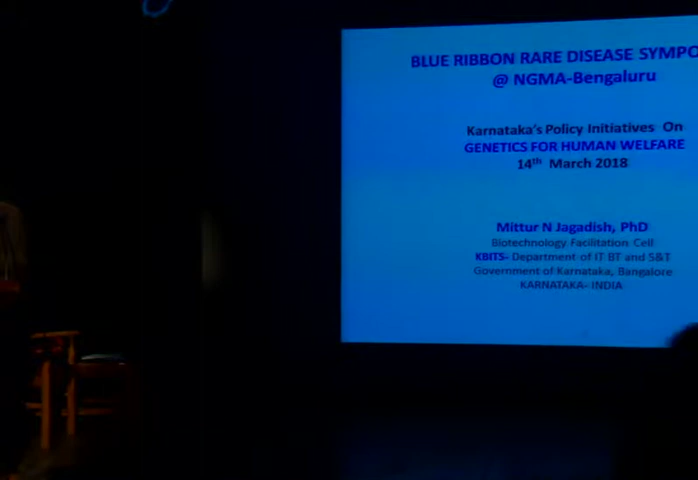 BLUE RIBBON RARE DISEASE SYMPO
@ NGMA-Bengaluru
Karnataka's Policy Initiatives On
GENETICS FOR HUMAN WELFARE
14th March 2018
Mittur N Jagadish, PhD
Biotechnology Facilitation Cell
KBITS- Department of IT BT and S&T
Government of Karnataka, Bangalore
KARNATAKA- INDIA